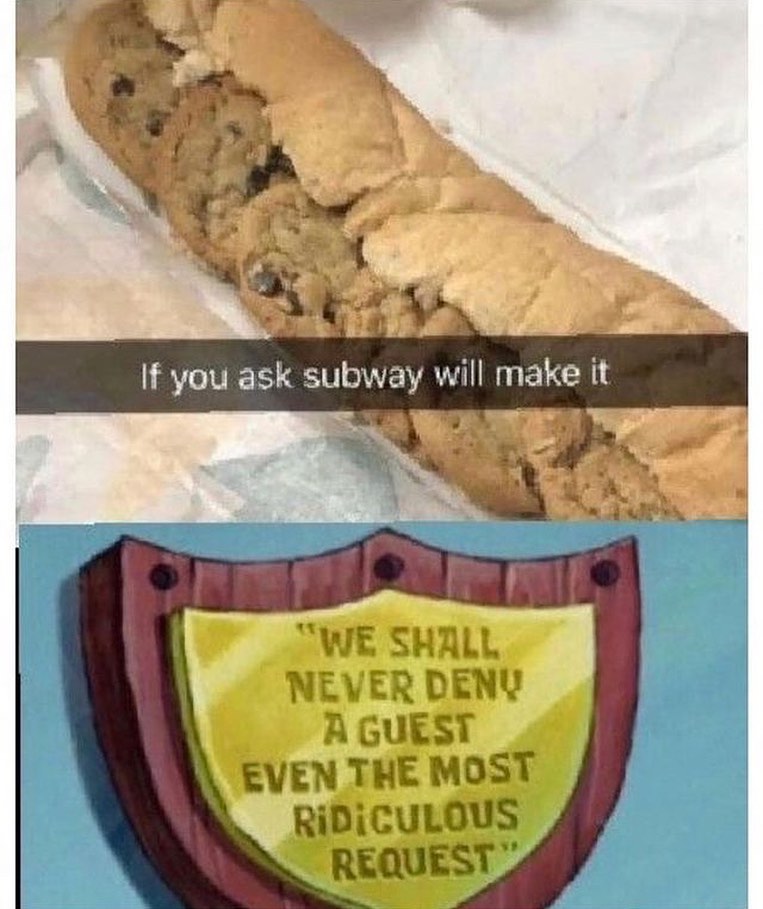 If you ask subway will make it
"WE SHALL
NEVER DENY
A GUEST
EVEN THE MOST
RiDiCULOUS
REQUEST"